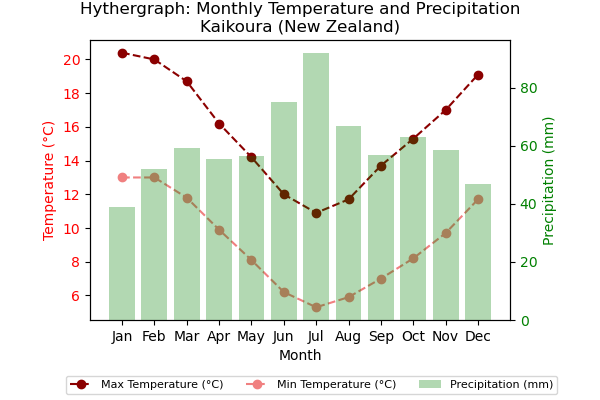 Hythergraph: Monthly Temperature and Precipitation
Kaikoura (New Zealand)
Temperature (°C)
20
18
16
14
12
10
8
6
Precipitation (mm)
80
60
40
20
0
Jan Feb Mar Apr May Jun Jul Aug Sep Oct Nov Dec
Month
Max Temperature (°C) Min Temperature (°C) Precipitation (mm)